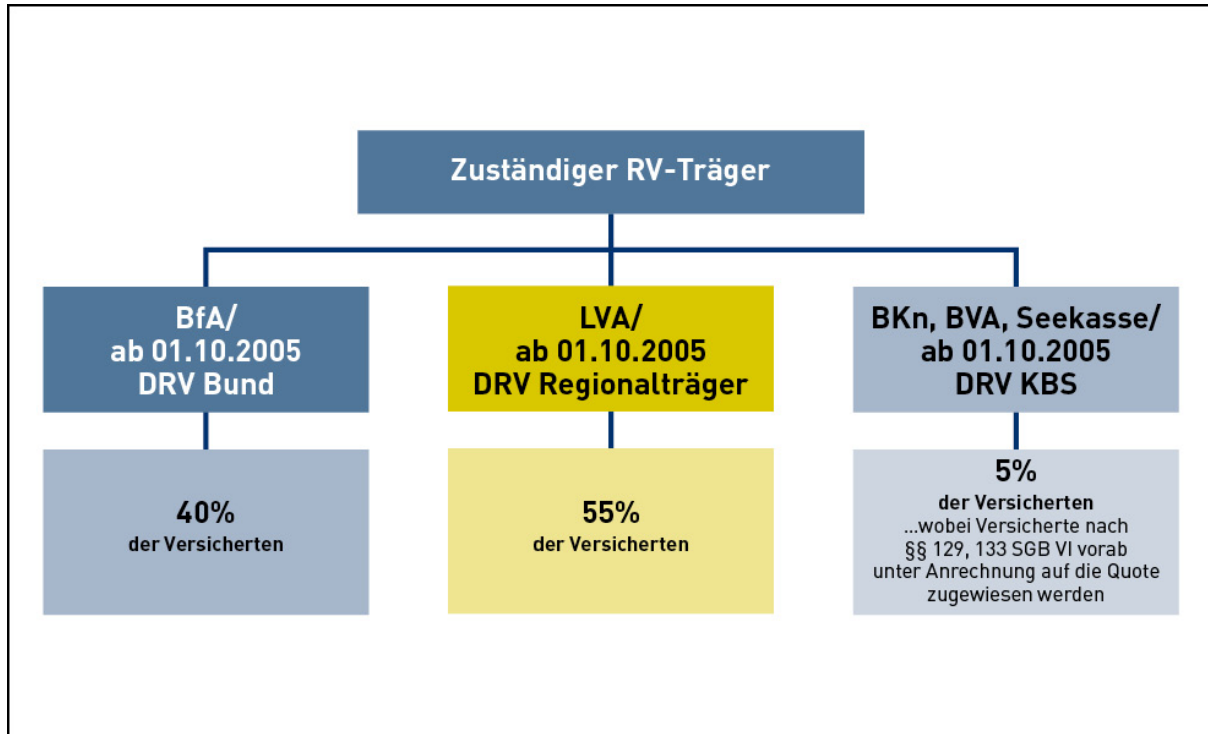 Zuständiger RV-Träger
BfA/
ab 01.10.2005
DRV Bund
LVA/
ab 01.10.2005
DRV Regionalträger
BKn, BVA, Seekasse/
ab 01.10.2005
DRV KBS
40%
der Versicherten
55%
der Versicherten
5%
der Versicherten
...wobei Versicherte nach
§§ 129, 133 SGB VI vorab
unter Anrechnung auf die Quote
zugewiesen werden